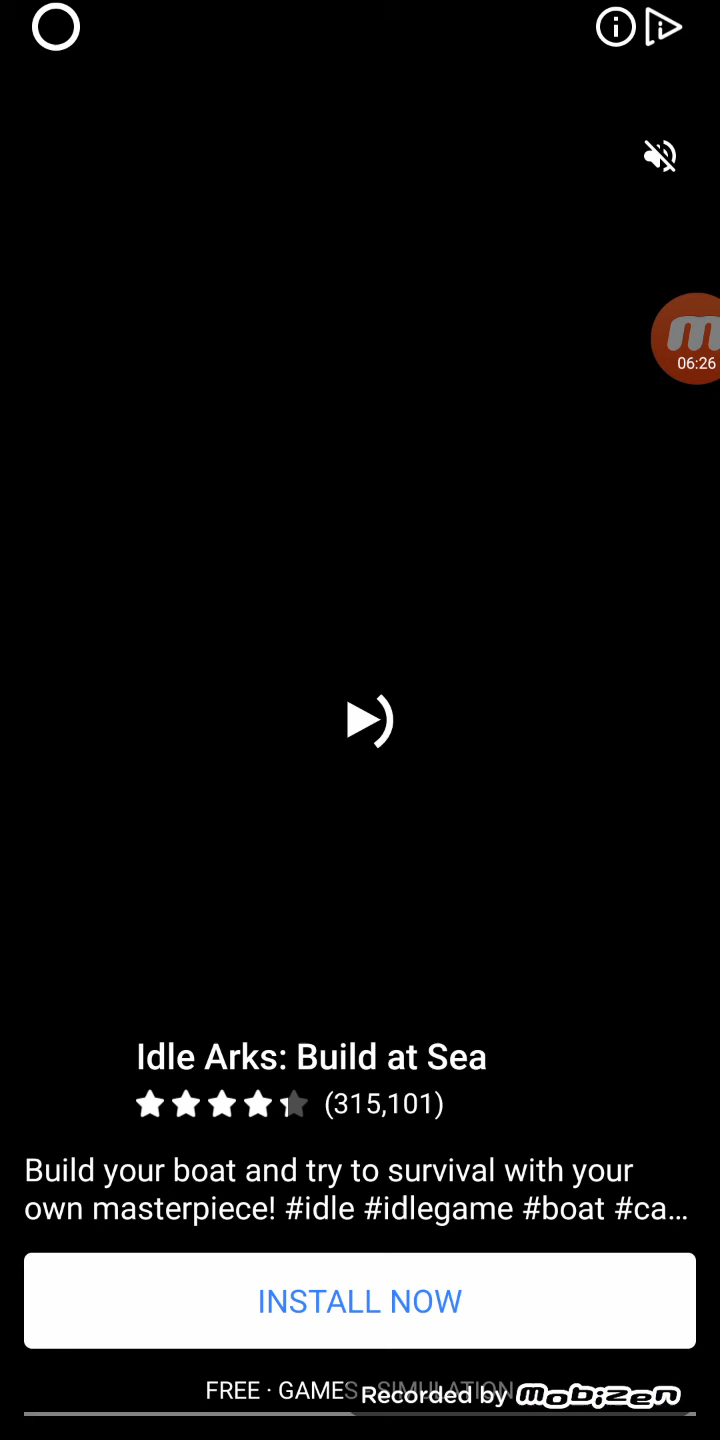 06:26
Idle Arks: Build at Sea
(315,101)
Build your boat and try to survival with your
own masterpiece! #idle #idlegame #boat #ca...
INSTALL NOW
FREE · GAMES · SIMULATION
Recorded by mobizen